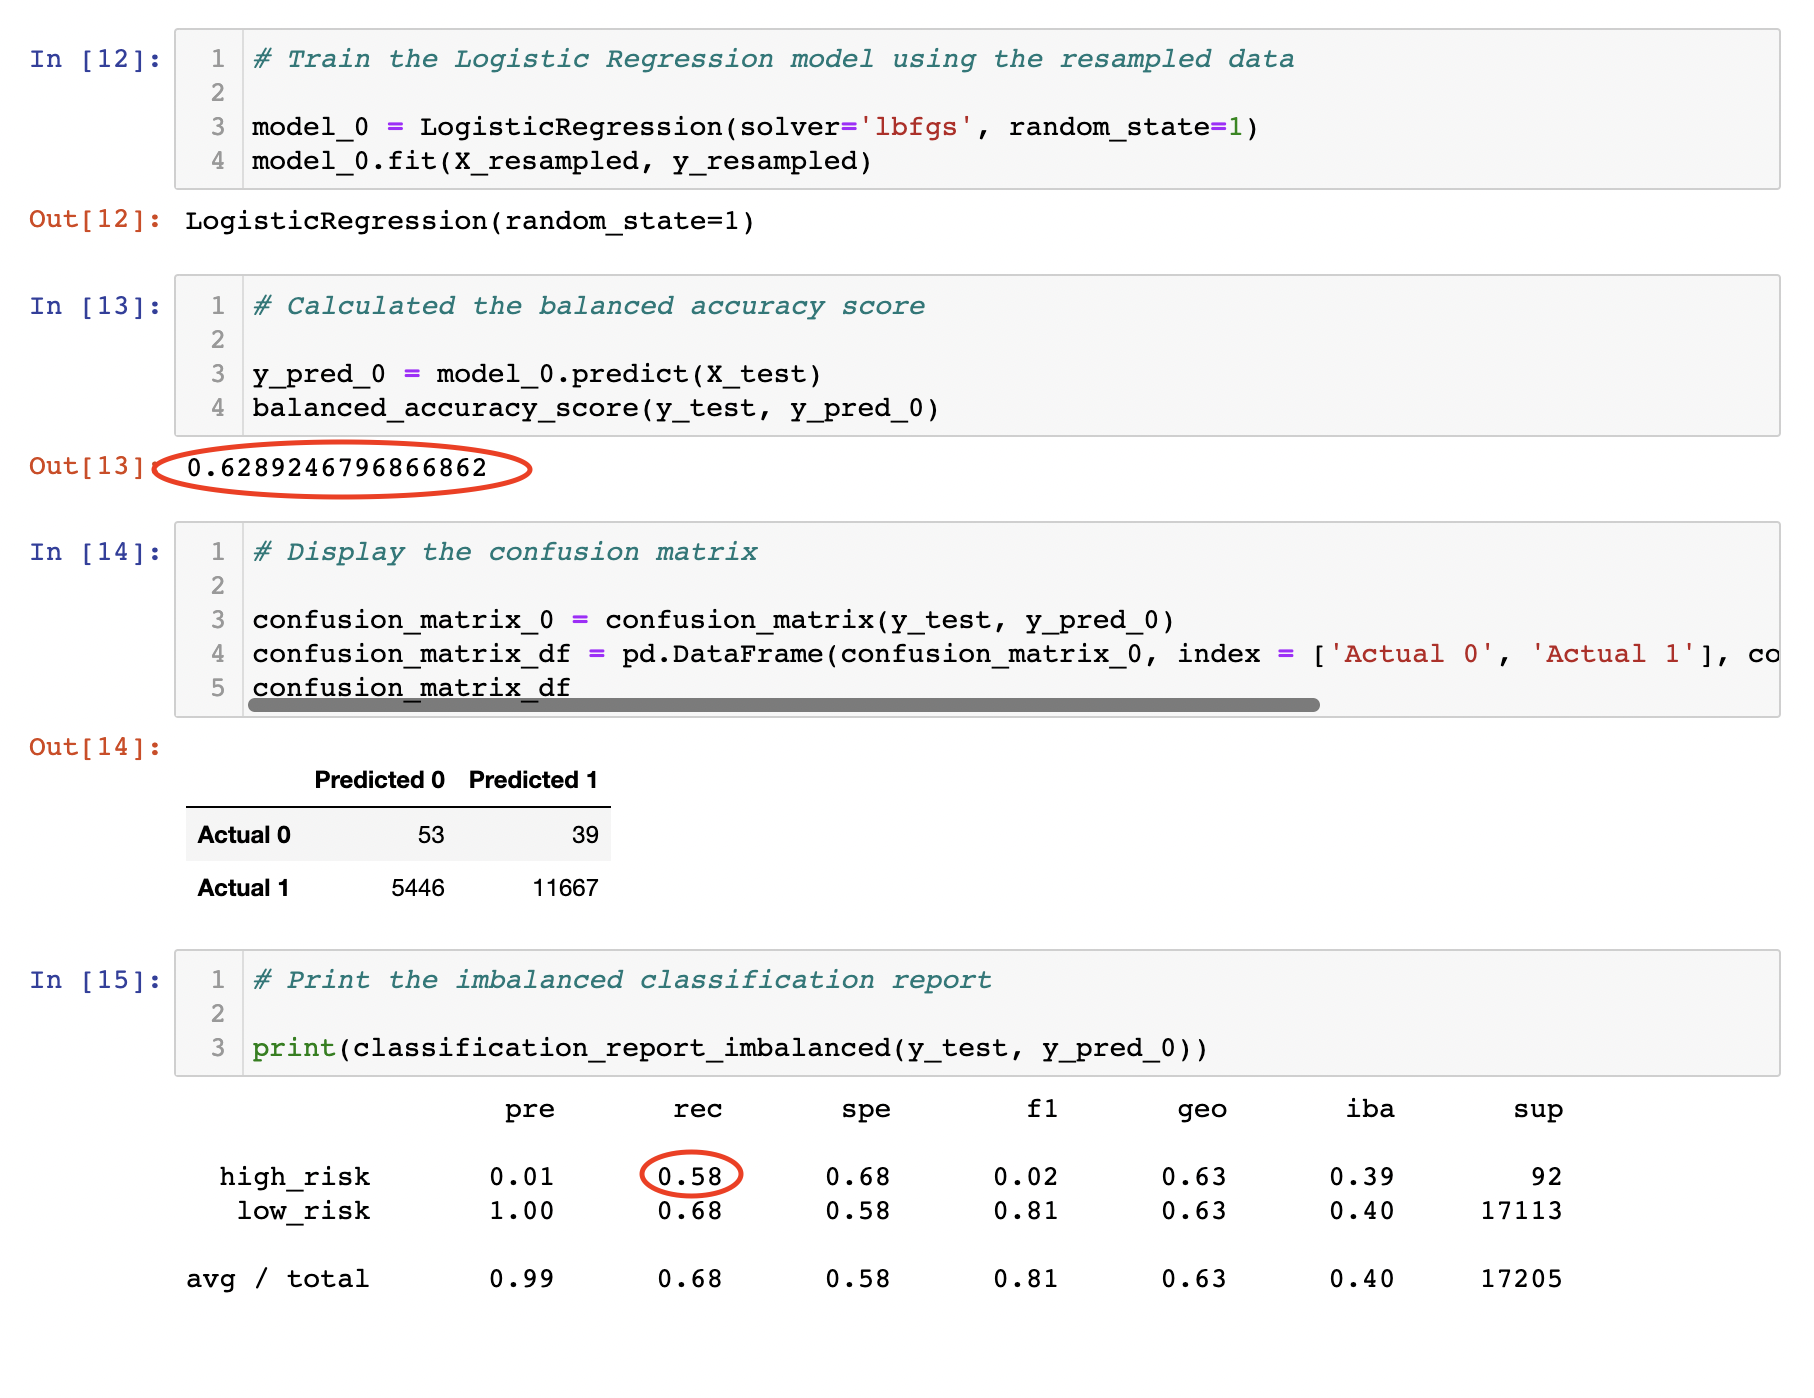 In [12]:
1 # Train the Logistic Regression model using the resampled data
2
3 model_0 = LogisticRegression(solver='lbfgs', random_state=1)
4 model_0.fit(X_resampled, y_resampled)
Out[12]: LogisticRegression(random_state=1)
In [13]:
1 # Calculated the balanced accuracy score
2
3 y_pred_0 = model_0.predict(X_test)
4 balanced_accuracy_score(y_test, y_pred_0)
Out[13]: 0.6289246796866862
In [14]:
1 # Display the confusion matrix
2
3 confusion_matrix_0 = confusion_matrix(y_test, y_pred_0)
4 confusion_matrix_df = pd.DataFrame(confusion_matrix_0, index = ['Actual 0', 'Actual 1'], co
5 confusion_matrix_df
Out[14]:
Predicted 0 Predicted 1
Actual 0 53 39
Actual 1 5446 11667
In [15]:
1 # Print the imbalanced classification report
2
3 print(classification_report_imbalanced(y_test, y_pred_0))
pre rec spe f1 geo iba sup
high_risk 0.01 0.58 0.68 0.02 0.63 0.39 92
low_risk 1.00 0.68 0.58 0.81 0.63 0.40 17113
avg / total 0.99 0.68 0.58 0.81 0.63 0.40 17205